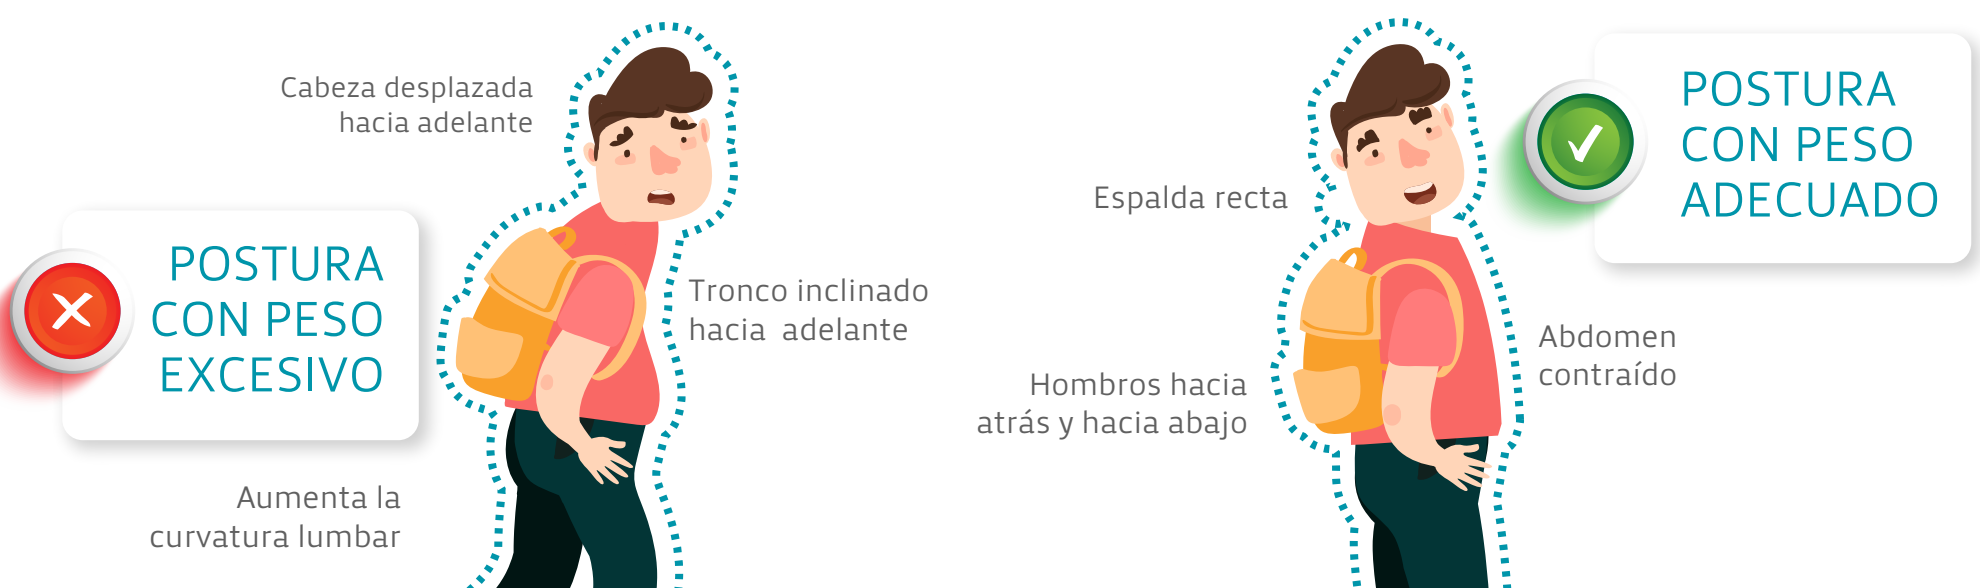 Cabeza desplazada
hacia adelante
POSTURA
CON PESO
EXCESIVO
Tronco inclinado
hacia adelante
Aumenta la
curvatura lumbar
POSTURA
CON PESO
ADECUADO
Espalda recta
Hombros hacia
atrás y hacia abajo
Abdomen
contraído